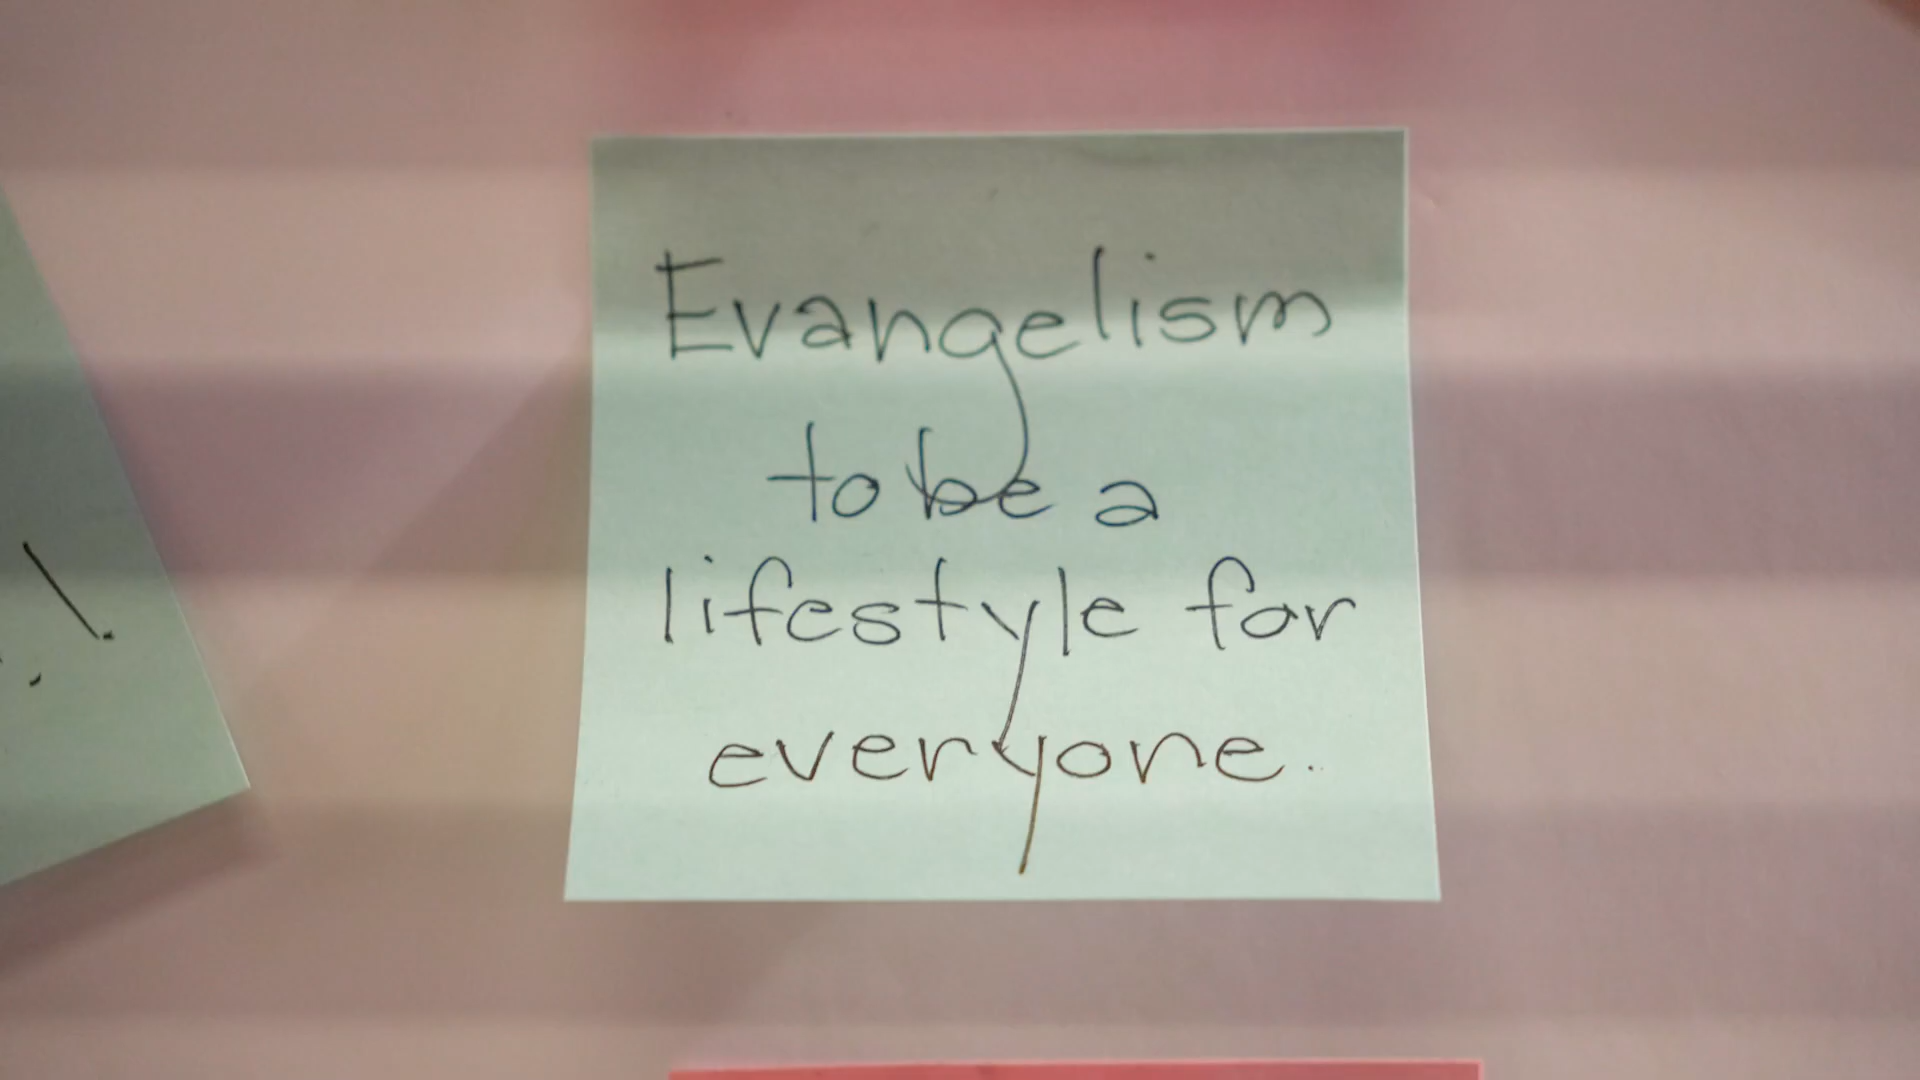 Evangelism
to be a
lifestyle for
everyone.